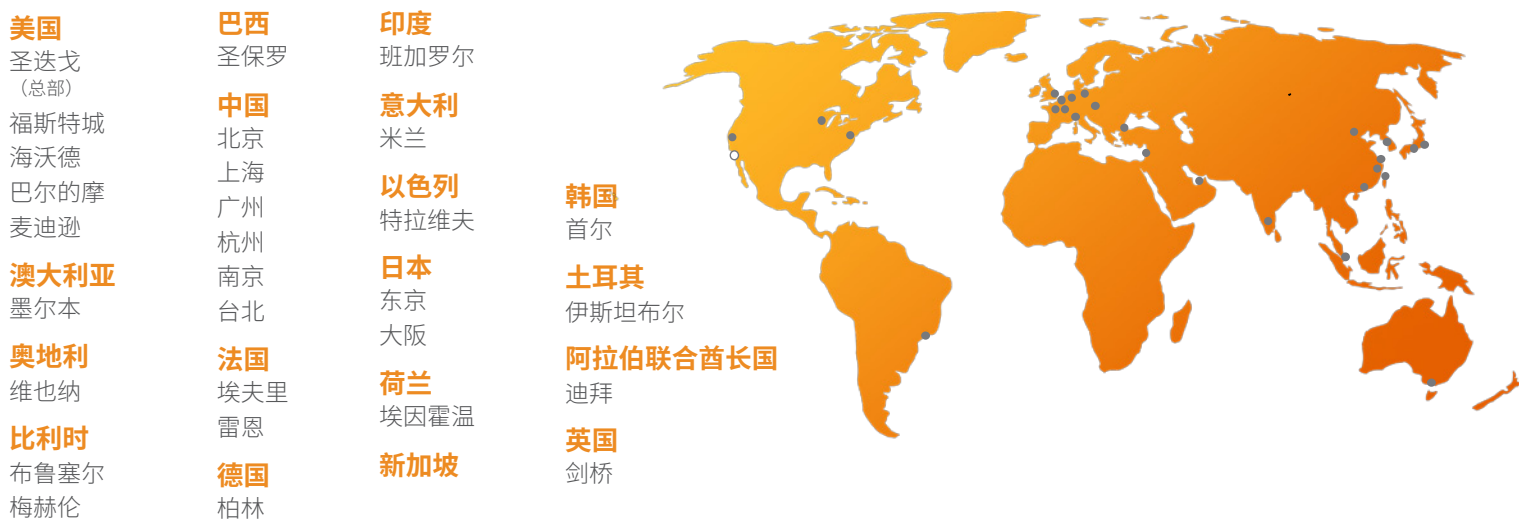 美国
圣迭戈
（总部）
福斯特城
海沃德
巴尔的摩
麦迪逊
澳大利亚
墨尔本
奥地利
维也纳
比利时
布鲁塞尔
梅赫伦
巴西
圣保罗
中国
北京
上海
广州
杭州
南京
台北
法国
埃夫里
雷恩
德国
柏林
印度
班加罗尔
意大利
米兰
以色列
特拉维夫
日本
东京
大阪
荷兰
埃因霍温
新加坡
韩国
首尔
土耳其
伊斯坦布尔
阿拉伯联合酋长国
迪拜
英国
剑桥